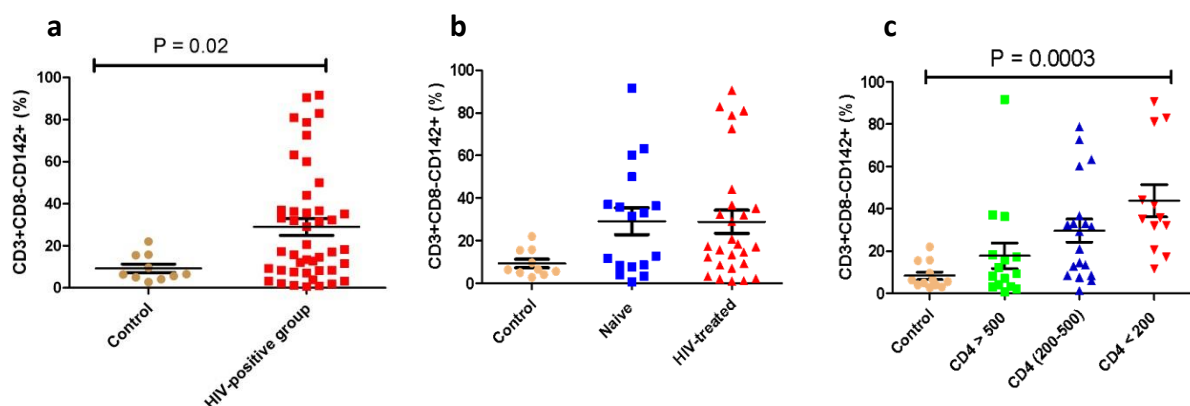 a
P = 0.02
CD3+CD8-CD142+ (%)
100
80
60
40
20
0
Control
HIV-positive group
b
CD3+CD8-CD142+ (%)
100
80
60
40
20
0
Control
Naive
HIV-treated
c
P = 0.0003
CD3+CD8-CD142+ (%)
100
80
60
40
20
0
Control
CD4 > 500
CD4 (200-500)
CD4 < 200